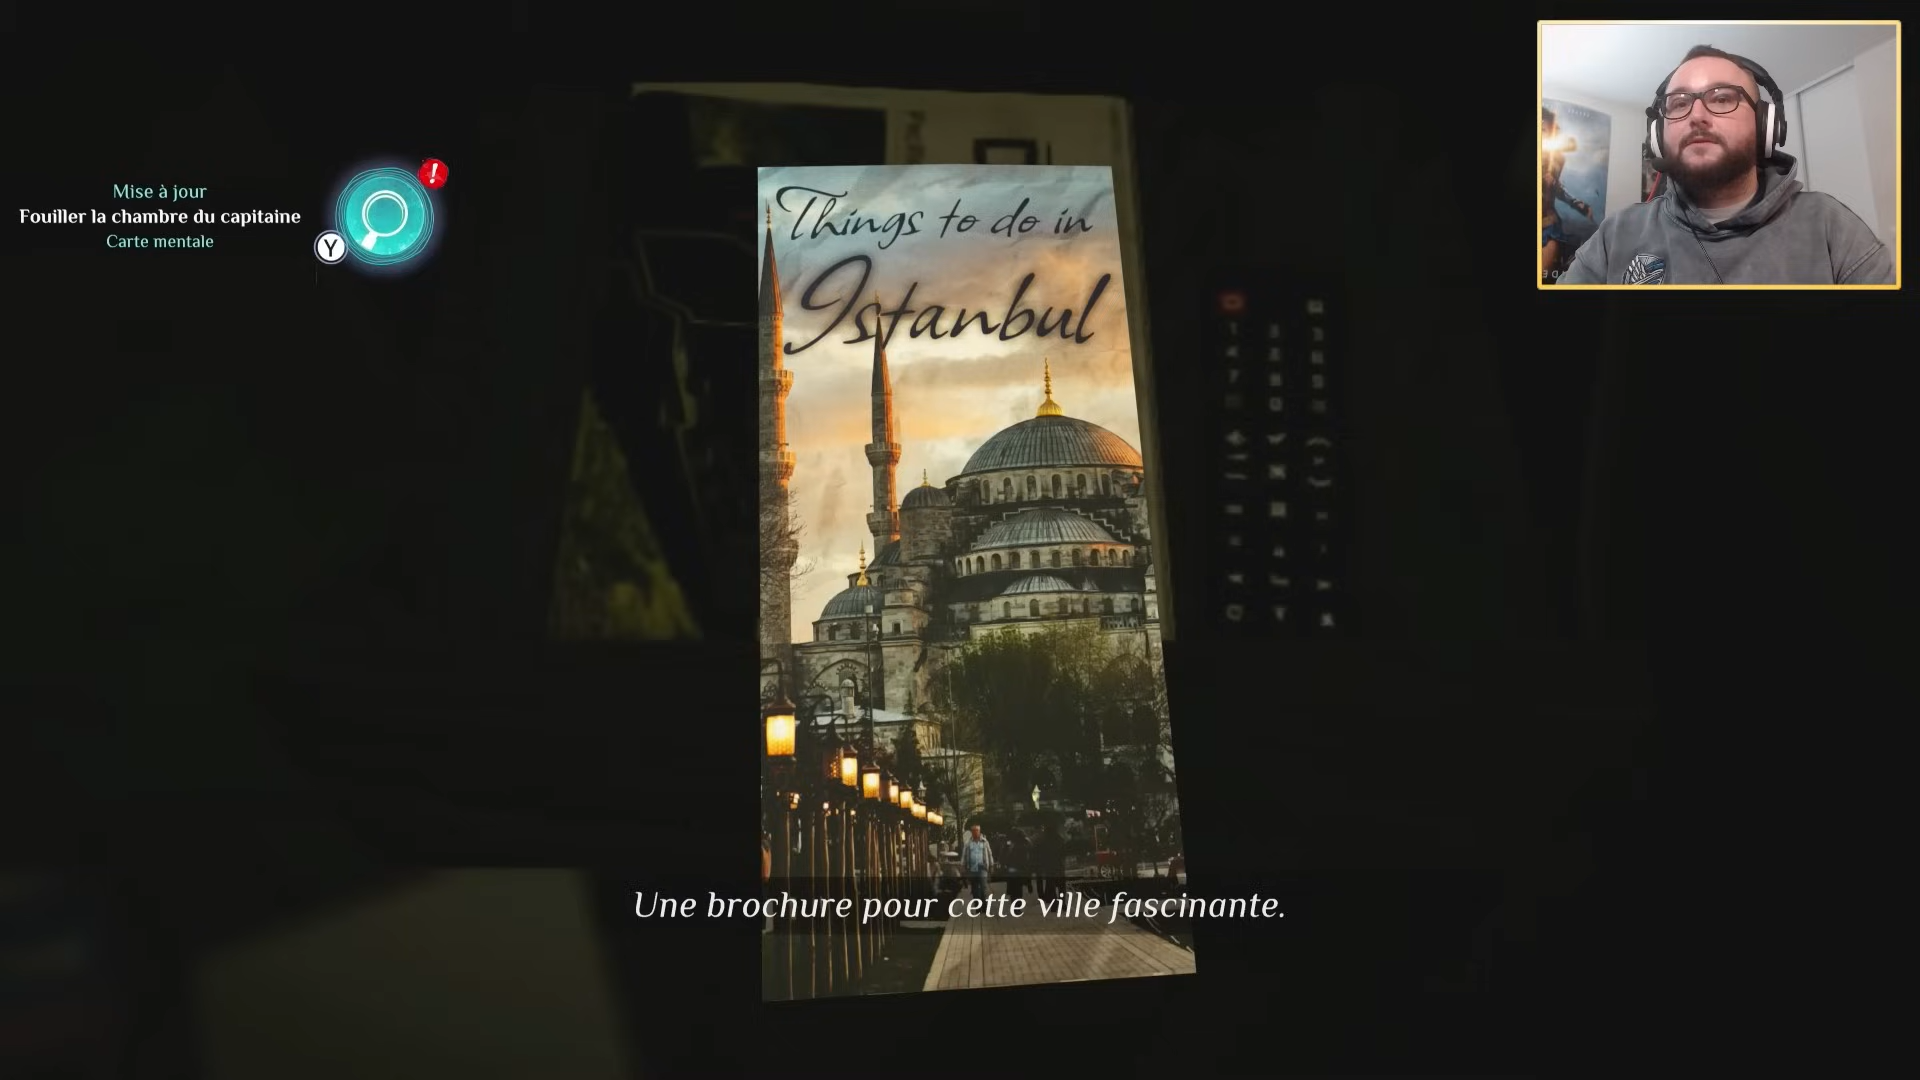 Mise à jour
Fouiller la chambre du capitaine
Carte mentale
Y
!
Things to do in
Istanbul
Une brochure pour cette ville fascinante.